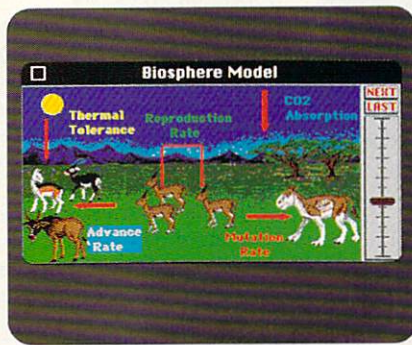 Biosphere Model
NEXT
LAST
Thermal
Tolerance
Reproduction
Rate
CO2
Absorption
Advance
Rate
Mutation
Rate